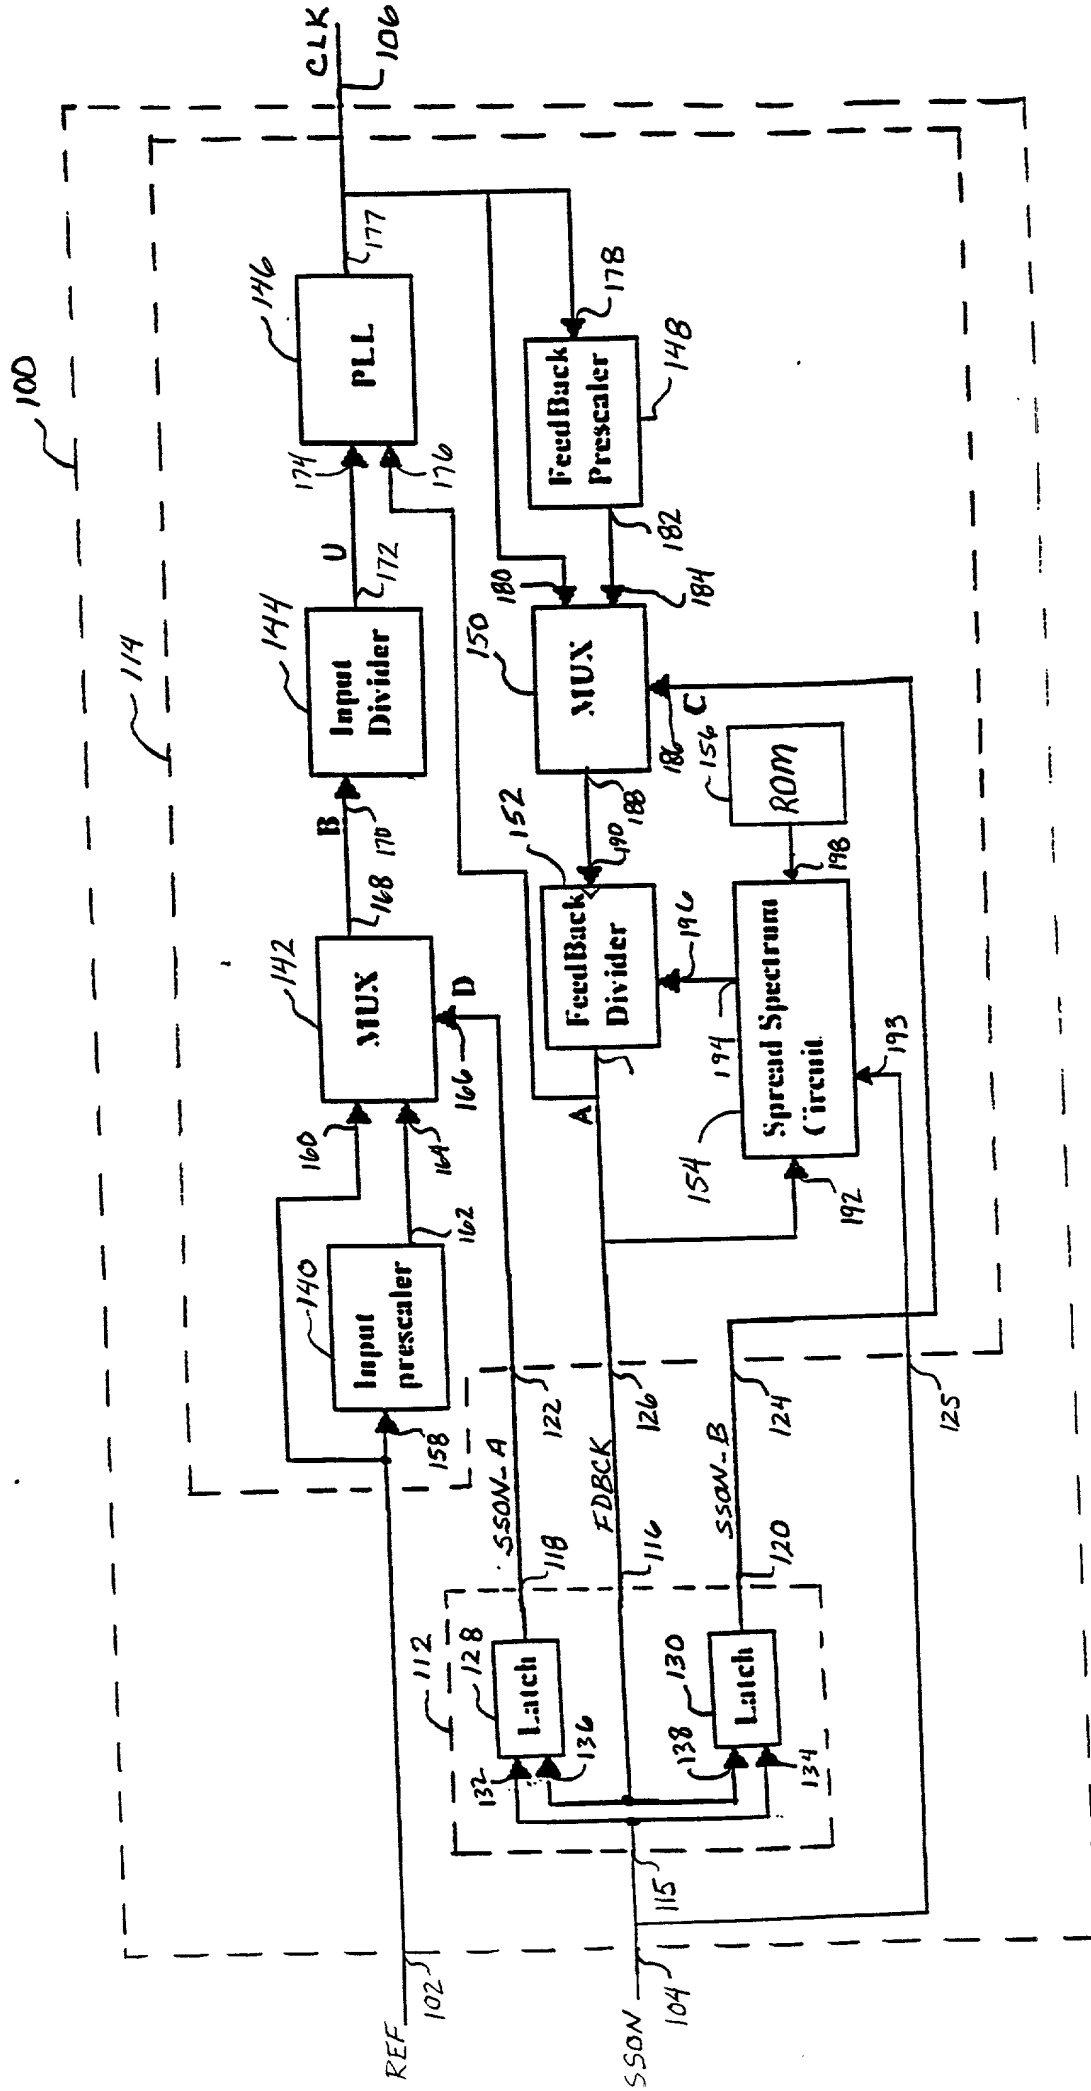 100
114
CLK
106
146
PLL
177
174
176
U
172
144
Input
Divider
B
170
168
142
MUX
160
164
166
D
162
140
Input
prescaler
158
REF
102
178
FeedBack
Prescaler
148
182
180
184
150
MUX
186
C
188
190
152
FeedBack
Divider
A
196
194
156
ROM
198
Spread Spectrum
Circuit
154
192
193
SSON_A
122
118
FDBCK
126
116
SSON_B
124
120
125
112
128
Latch
132
136
130
Latch
138
134
115
SSON
104